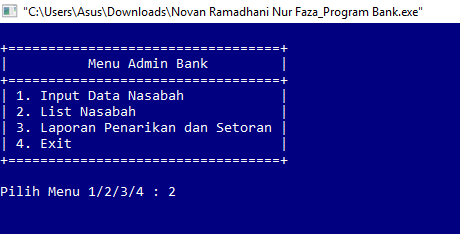 "C:\Users\Asus\Downloads\Novan Ramadhani Nur Faza_Program Bank.exe"
+==================================+
| Menu Admin Bank |
+==================================+
| 1. Input Data Nasabah |
| 2. List Nasabah |
| 3. Laporan Penarikan dan Setoran |
| 4. Exit |
+==================================+
Pilih Menu 1/2/3/4 : 2